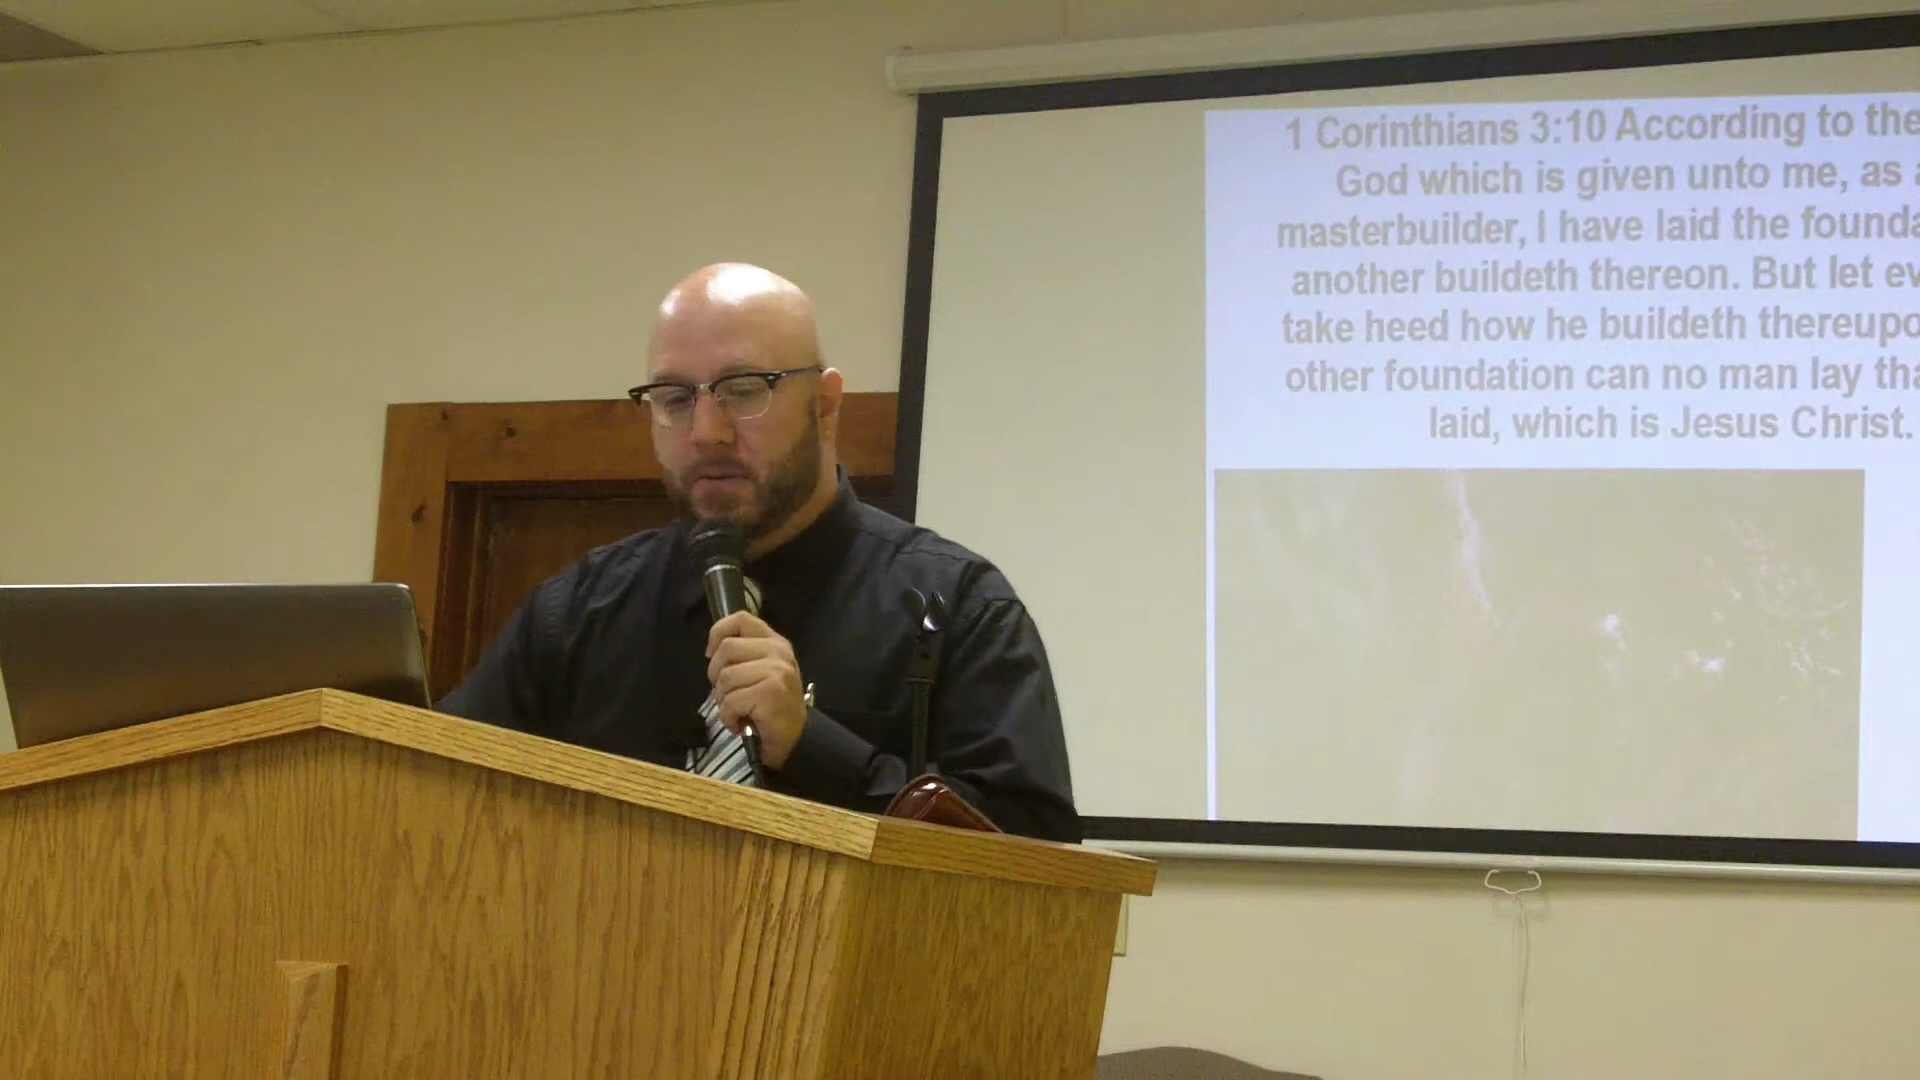 1 Corinthians 3:10 According to the
God which is given unto me, as a
masterbuilder, I have laid the founda
another buildeth thereon. But let ev
take heed how he buildeth thereupo
other foundation can no man lay tha
laid, which is Jesus Christ.